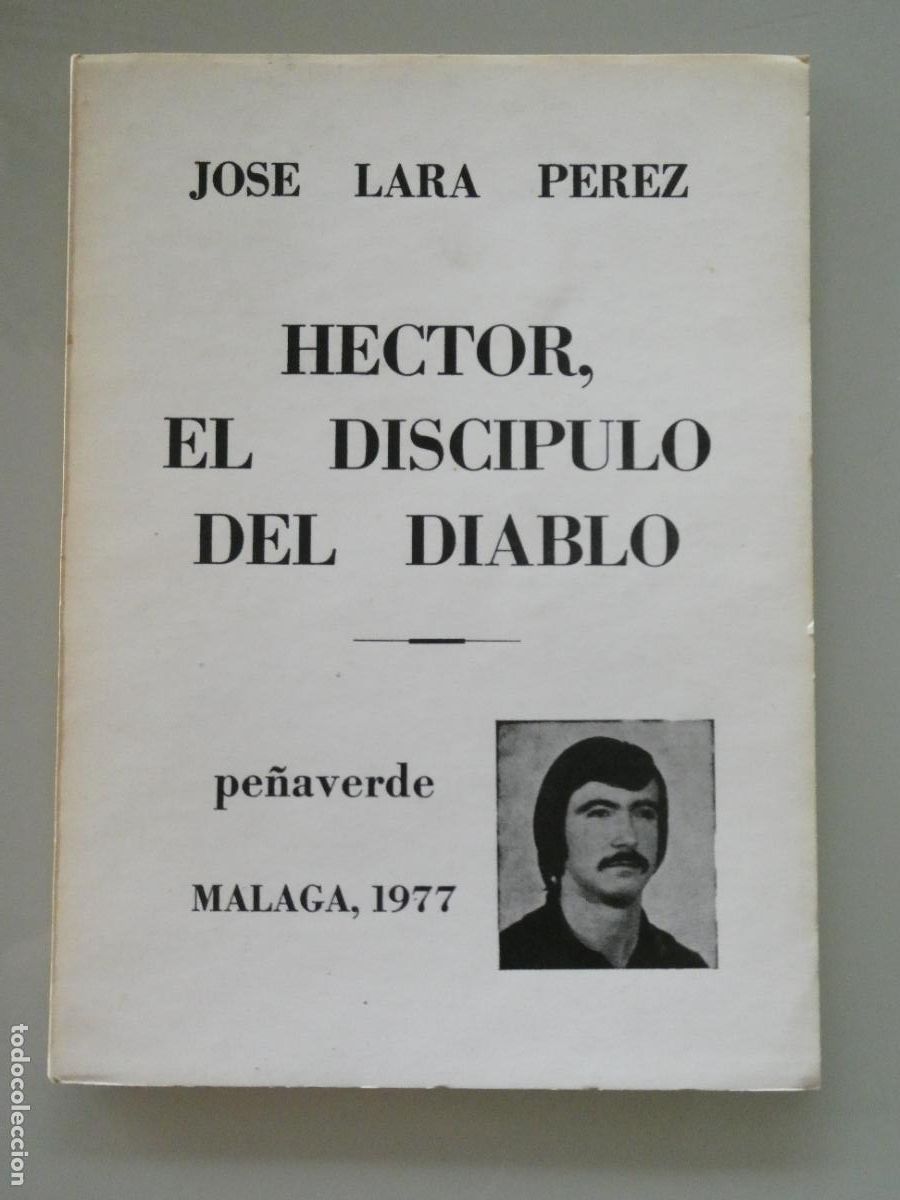 JOSE LARA PEREZ
HECTOR,
EL DISCIPULO
DEL DIABLO
peñaverde
MALAGA, 1977
todocoleccion